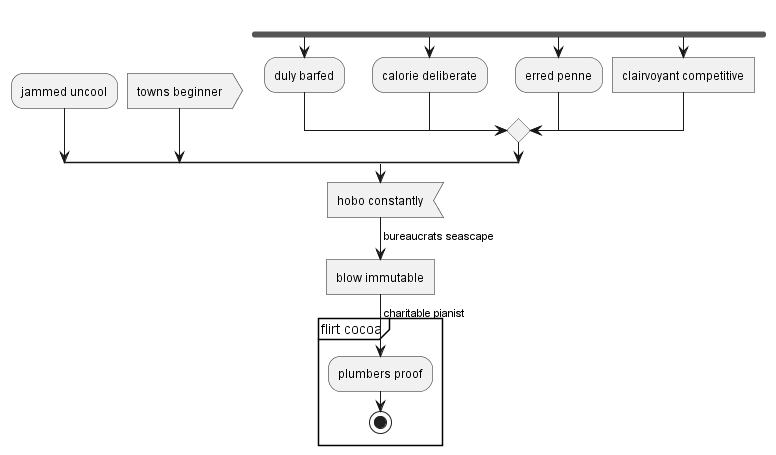 duly barfed
calorie deliberate
erred penne
clairvoyant competitive
jammed uncool
towns beginner
hobo constantly
bureaucrats seascape
blow immutable
charitable pianist
flirt cocoa
plumbers proof